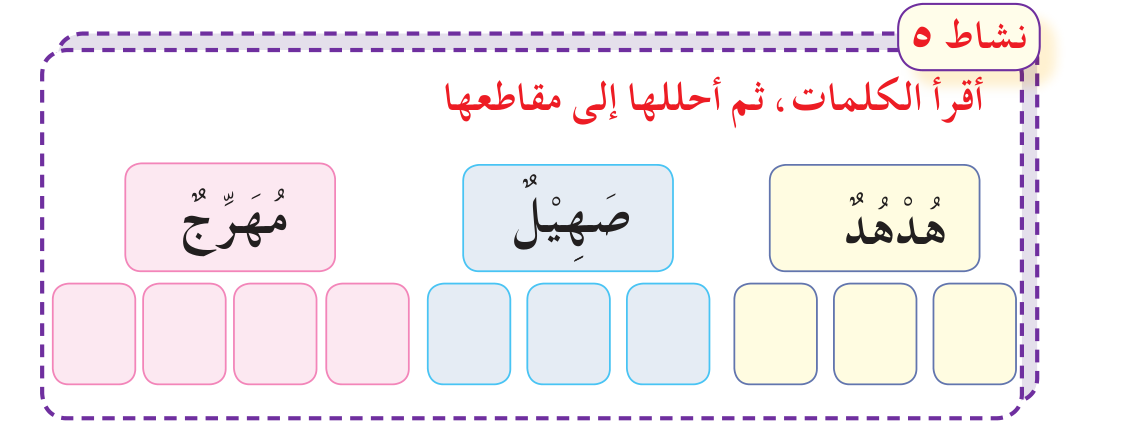 نشاط ٥
أقرأ الكلمات، ثم أحللها إلى مقاطعها
هُدْهُدٌ صَهِيْلٌ مُهَرِّجٌ